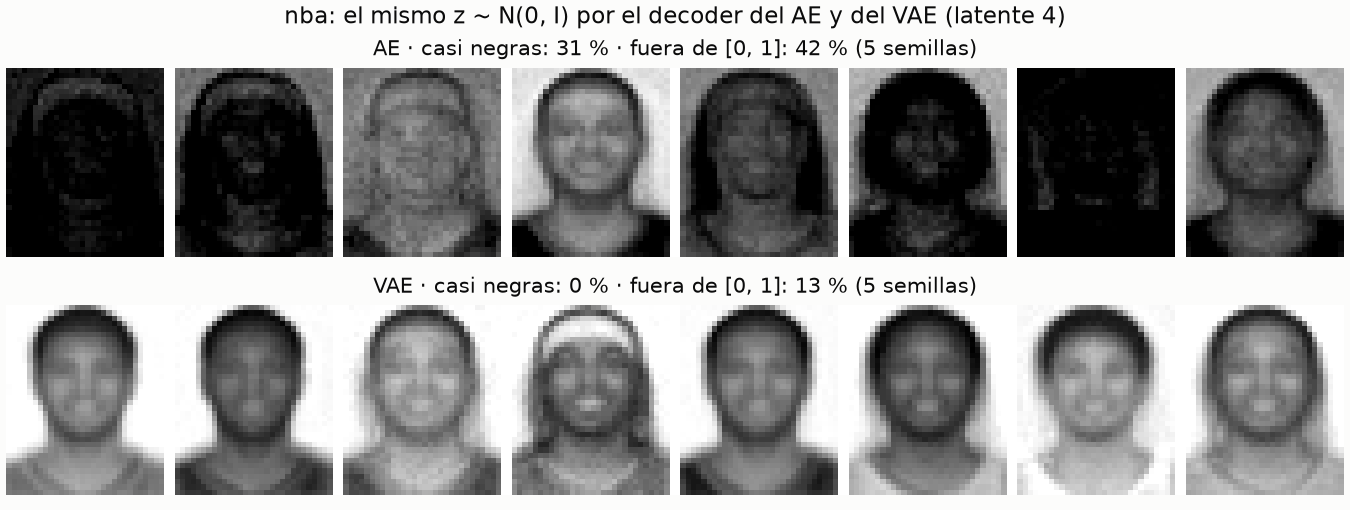 nba: el mismo z ~ N(0, I) por el decoder del AE y del VAE (latente 4)
AE · casi negras: 31 % · fuera de [0, 1]: 42 % (5 semillas)
VAE · casi negras: 0 % · fuera de [0, 1]: 13 % (5 semillas)